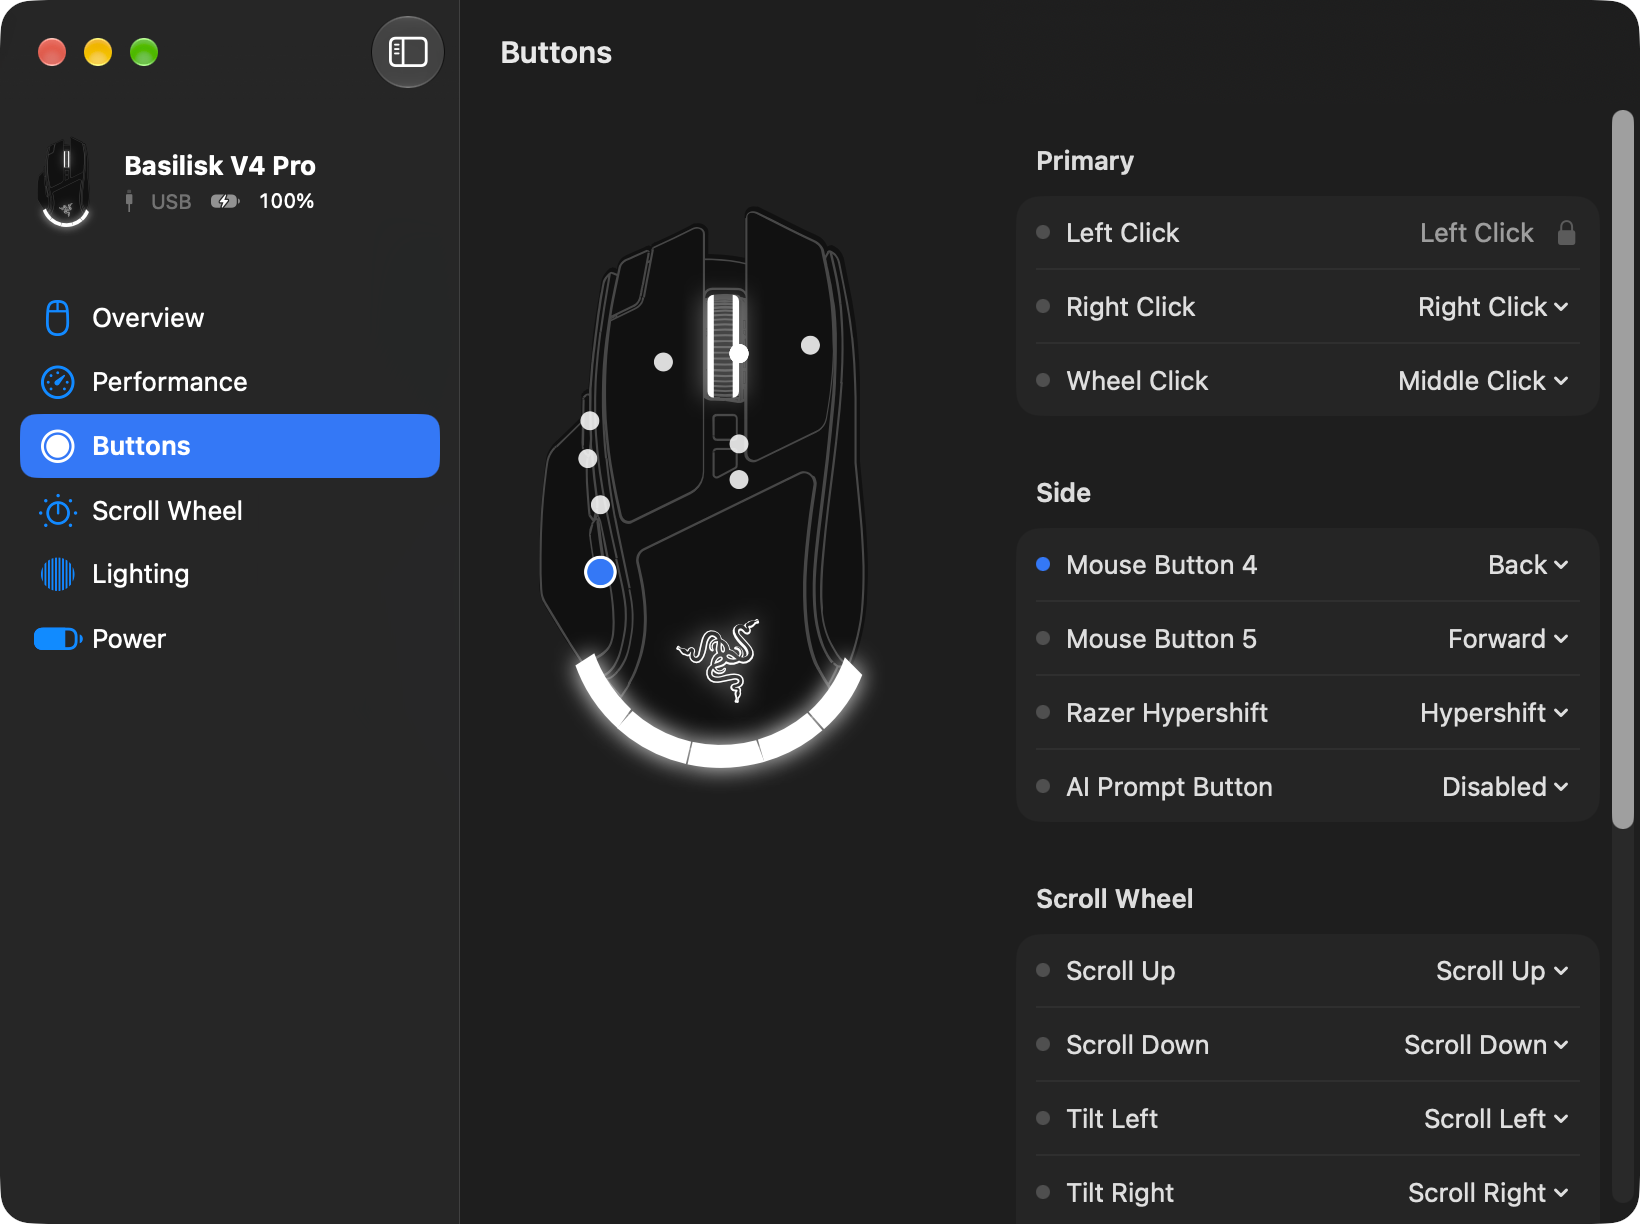 Buttons
Basilisk V4 Pro
USB 100%
Overview
Performance
Buttons
Scroll Wheel
Lighting
Power
Primary
Left Click Left Click
Right Click Right Click
Wheel Click Middle Click
Side
Mouse Button 4 Back
Mouse Button 5 Forward
Razer Hypershift Hypershift
AI Prompt Button Disabled
Scroll Wheel
Scroll Up Scroll Up
Scroll Down Scroll Down
Tilt Left Scroll Left
Tilt Right Scroll Right